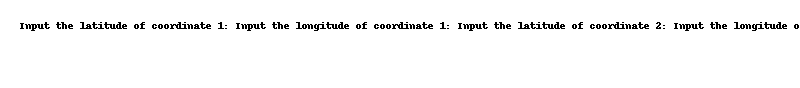 Input the latitude of coordinate 1: Input the longitude of coordinate 1: Input the latitude of coordinate 2: Input the longitude o